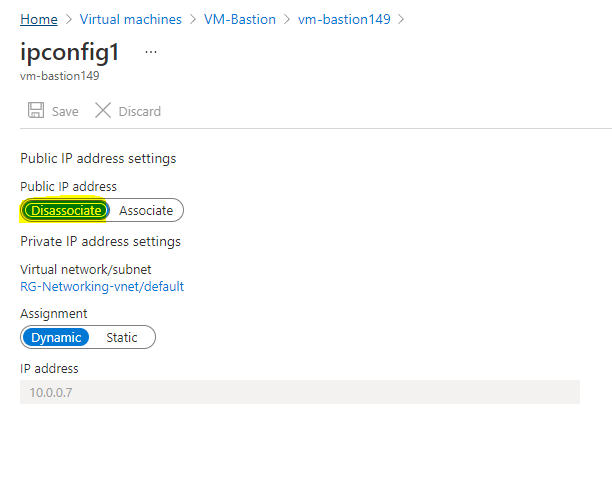 Home > Virtual machines > VM-Bastion > vm-bastion149 >
ipconfig1 ...
vm-bastion149
Save Discard
Public IP address settings
Public IP address
Disassociate Associate
Private IP address settings
Virtual network/subnet
RG-Networking-vnet/default
Assignment
Dynamic Static
IP address
10.0.0.7